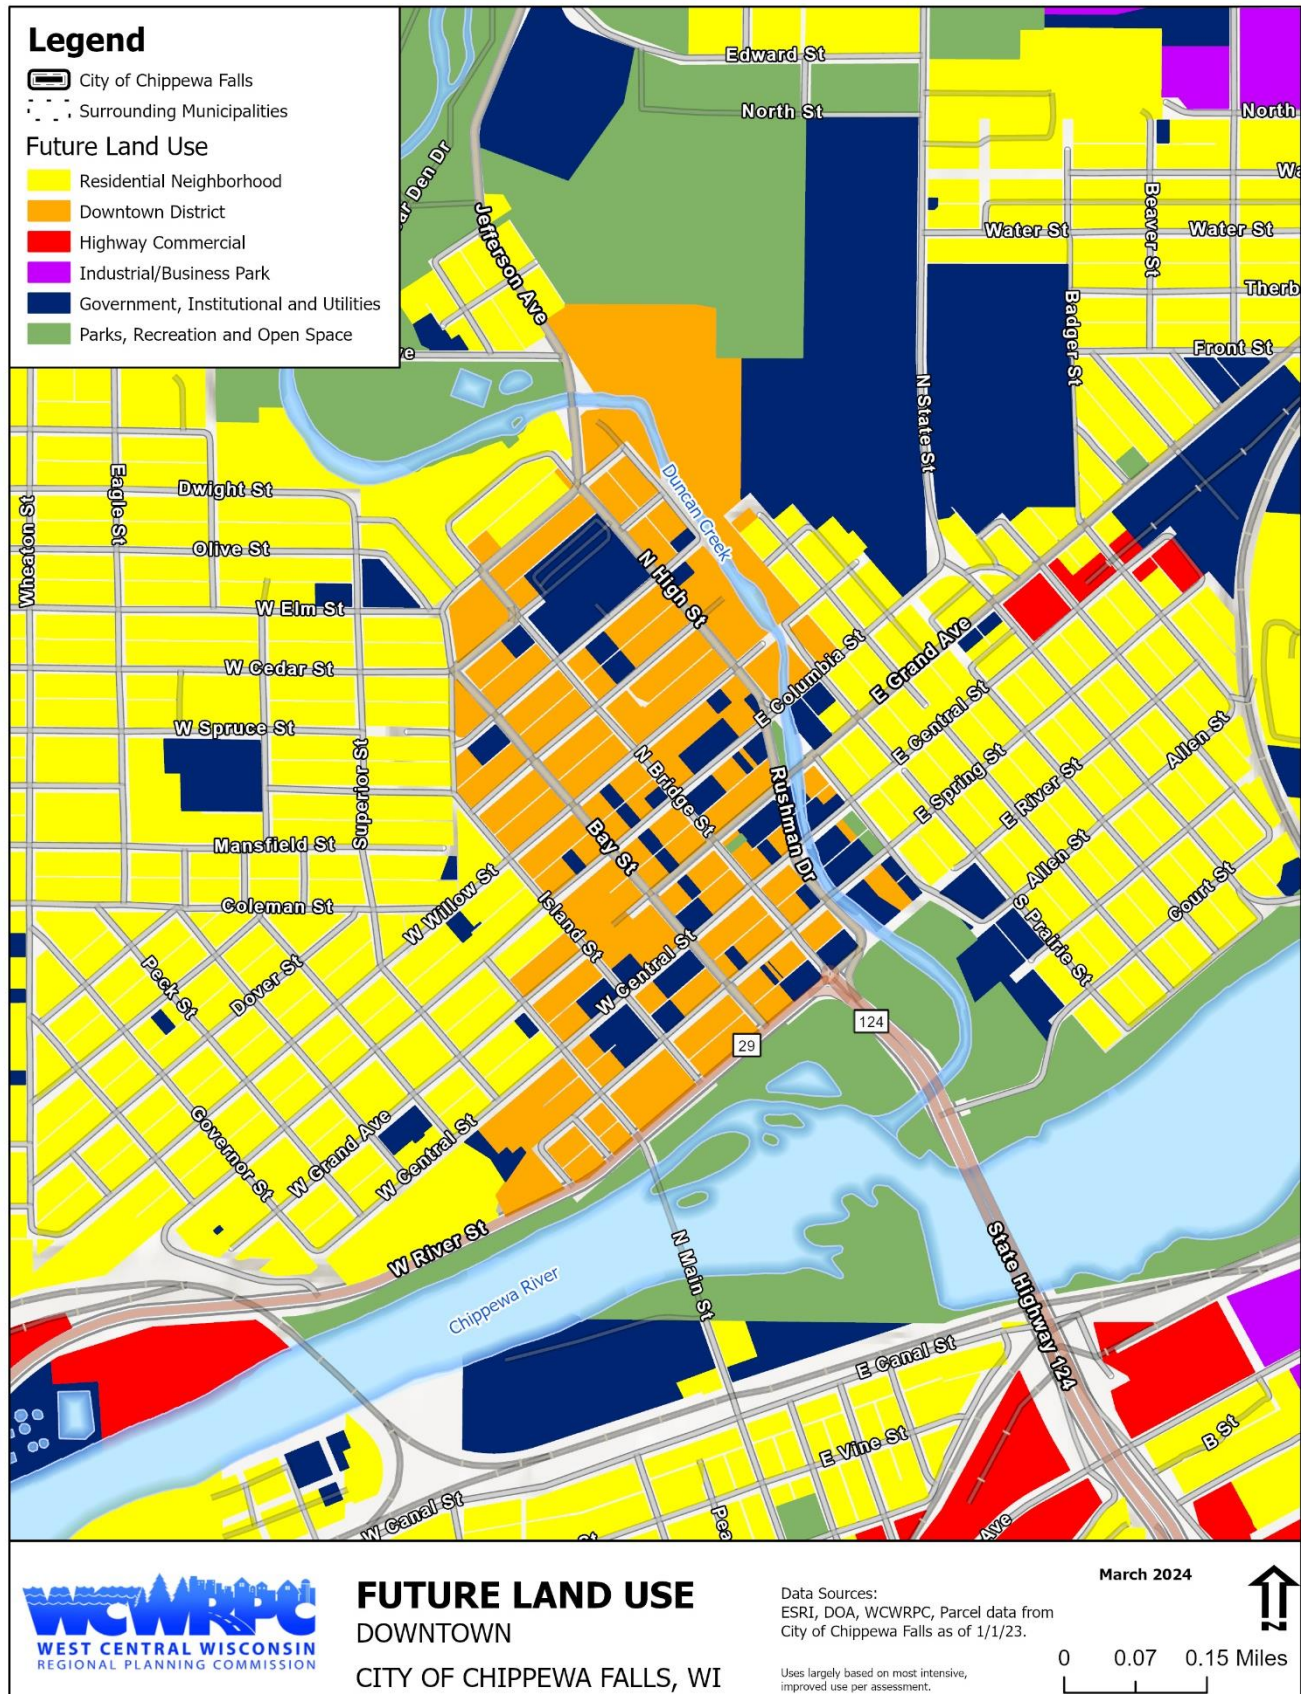 Legend
City of Chippewa Falls
Surrounding Municipalities
Future Land Use
Residential Neighborhood
Downtown District
Highway Commercial
Industrial/Business Park
Government, Institutional and Utilities
Parks, Recreation and Open Space
Edward St
North St
North
Jefferson Ave
Beaver St
Water St
Water St
Badger St
Front St
N State St
Duncan Creek
Wheaton St
Eagle St
Dwight St
Olive St
W Elm St
W Cedar St
W Spruce St
Superior St
Mansfield St
Coleman St
N High St
E Columbia St
E Grand Ave
E Central St
E Spring St
E River St
Allen St
Allen St
Court St
S Prairie St
N Bridge St
Rushman Dr
Bay St
Island St
W Willow St
W Central St
Peck St
Dover St
Governor St
W Grand Ave
W Central St
W River St
29
124
Chippewa River
N Main St
State Highway 124
E Canal St
E Vine St
B St
W Canal St
WCWRPC
WEST CENTRAL WISCONSIN
REGIONAL PLANNING COMMISSION
FUTURE LAND USE
DOWNTOWN
CITY OF CHIPPEWA FALLS, WI
Data Sources:
ESRI, DOA, WCWRPC, Parcel data from
City of Chippewa Falls as of 1/1/23.
Uses largely based on most intensive,
improved use per assessment.
March 2024
N
0 0.07 0.15 Miles